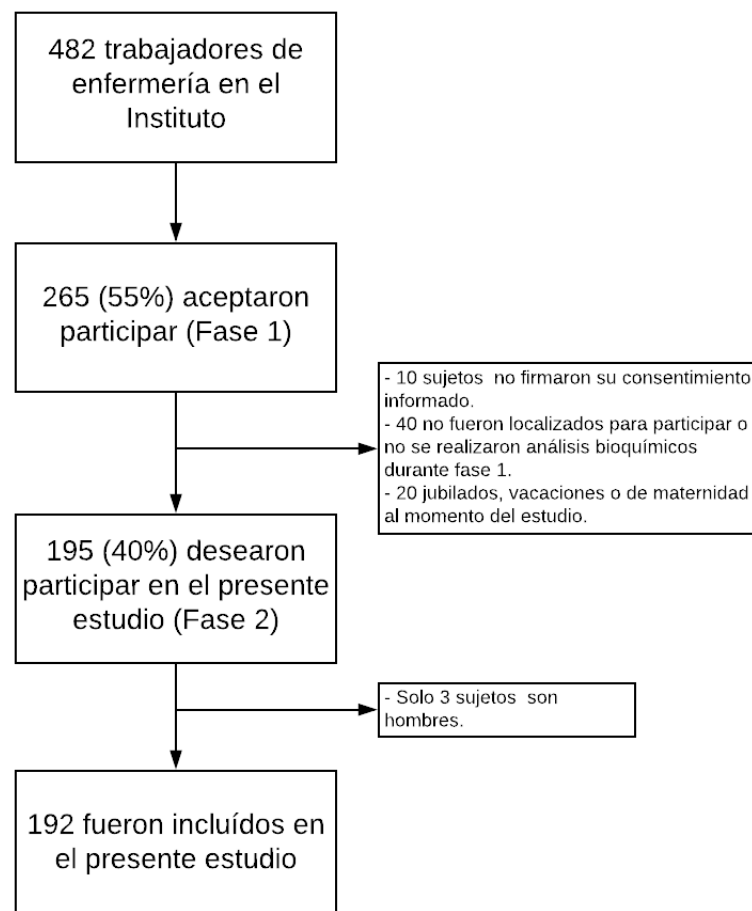 482 trabajadores de
enfermería en el
Instituto
265 (55%) aceptaron
participar (Fase 1)
- 10 sujetos no firmaron su consentimiento
informado.
- 40 no fueron localizados para participar o
no se realizaron análisis bioquímicos
durante fase 1.
- 20 jubilados, vacaciones o de maternidad
al momento del estudio.
195 (40%) desearon
participar en el presente
estudio (Fase 2)
- Solo 3 sujetos son
hombres.
192 fueron incluídos en
el presente estudio